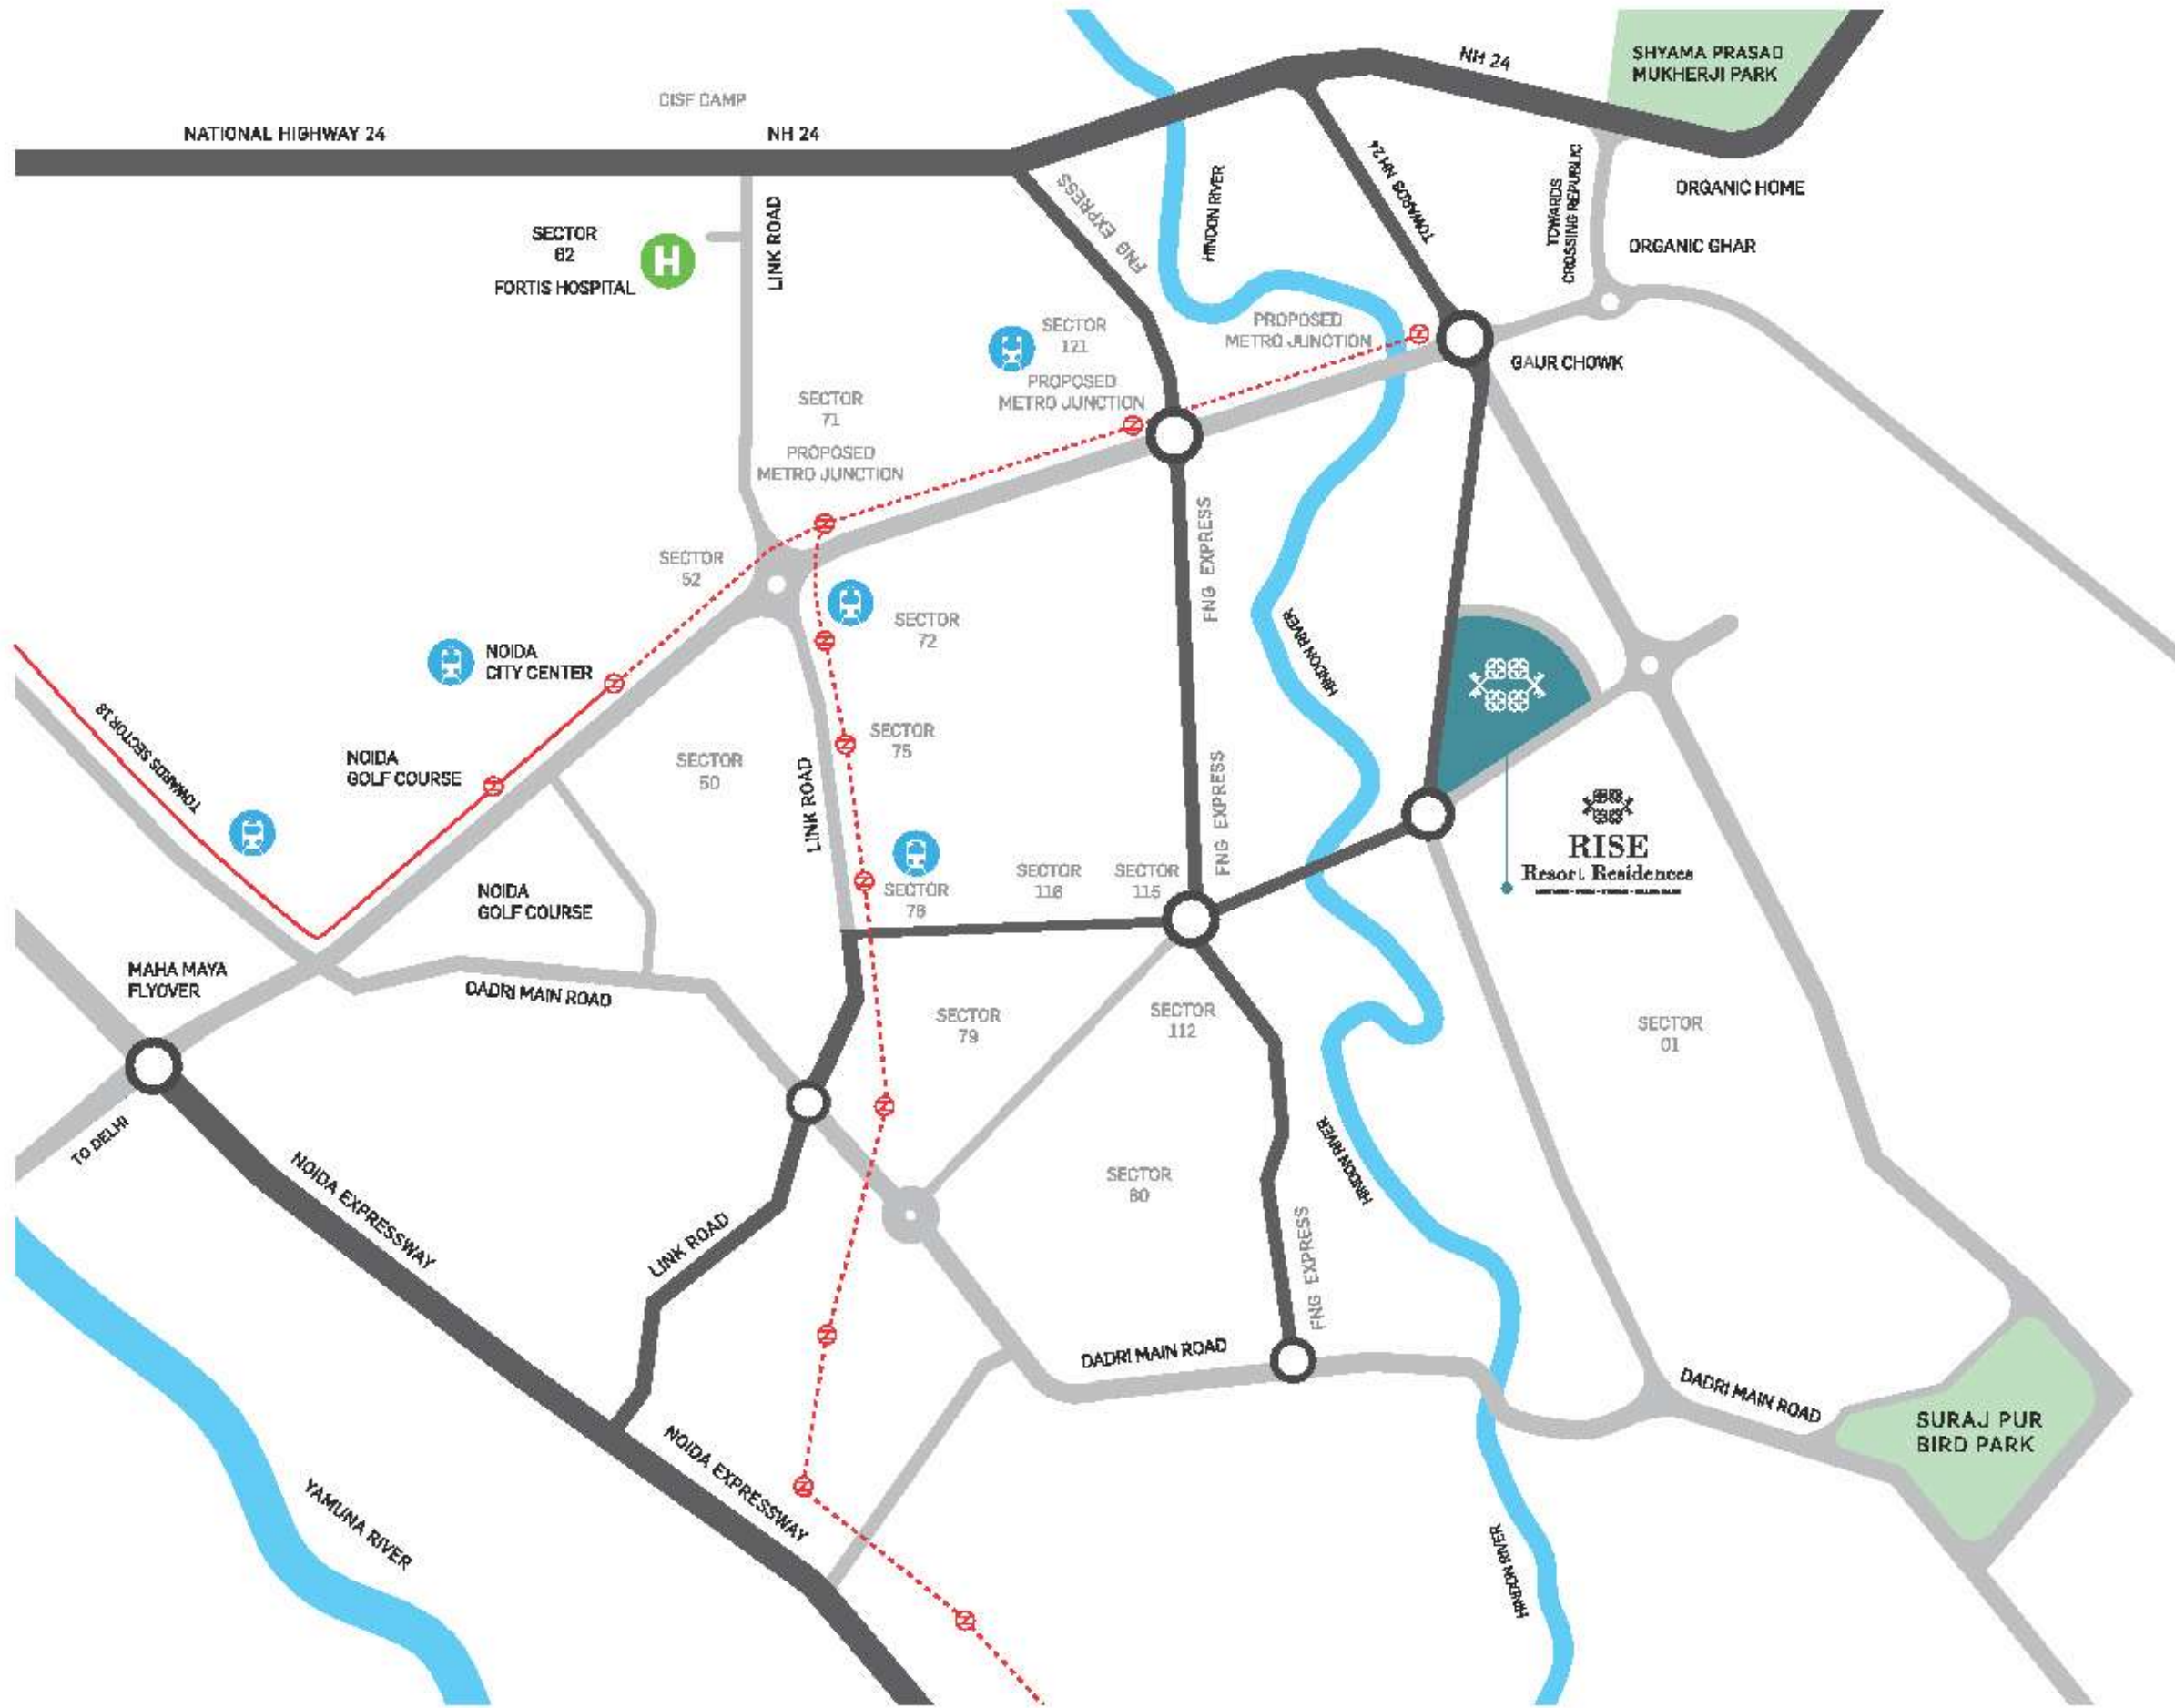 SHYAMA PRASAD
MUKHERJI PARK
NH 24
CISF CAMP
NATIONAL HIGHWAY 24
NH 24
TOWARDS NH 24
TOWARDS
CROSSING REPUBLIC
ORGANIC HOME
ORGANIC GHAR
FNG EXPRESS
HINDON RIVER
LINK ROAD
SECTOR
62
FORTIS HOSPITAL
H
SECTOR
121
PROPOSED
METRO JUNCTION
PROPOSED
METRO JUNCTION
GAUR CHOWK
SECTOR
71
PROPOSED
METRO JUNCTION
SECTOR
52
FNG EXPRESS
SECTOR
72
HINDON RIVER
NOIDA
CITY CENTER
TOWARDS SECTOR 18
NOIDA
GOLF COURSE
SECTOR
50
SECTOR
75
LINK ROAD
FNG EXPRESS
RISE
Resort Residences
SECTOR
78
SECTOR
116
SECTOR
115
NOIDA
GOLF COURSE
MAHA MAYA
FLYOVER
DADRI MAIN ROAD
SECTOR
79
SECTOR
112
SECTOR
01
TO DELHI
NOIDA EXPRESSWAY
LINK ROAD
SECTOR
80
HINDON RIVER
FNG EXPRESS
DADRI MAIN ROAD
DADRI MAIN ROAD
SURAJ PUR
BIRD PARK
NOIDA EXPRESSWAY
YAMUNA RIVER
HINDON RIVER